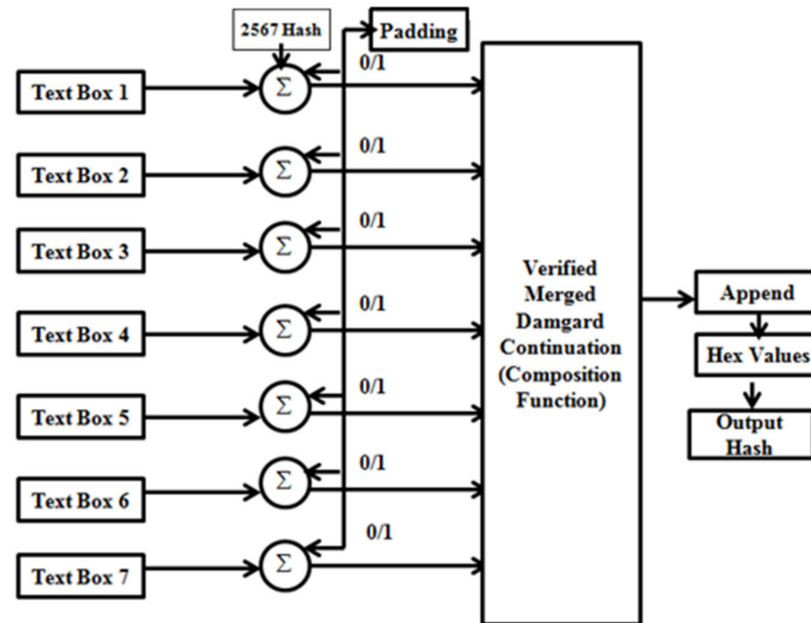 2567 Hash
Padding
Text Box 1
Σ
0/1
Text Box 2
Σ
0/1
Text Box 3
Σ
0/1
Text Box 4
Σ
0/1
Text Box 5
Σ
0/1
Text Box 6
Σ
0/1
Text Box 7
Σ
0/1
Verified
Merged
Damgard
Continuation
(Composition
Function)
Append
Hex Values
Output
Hash